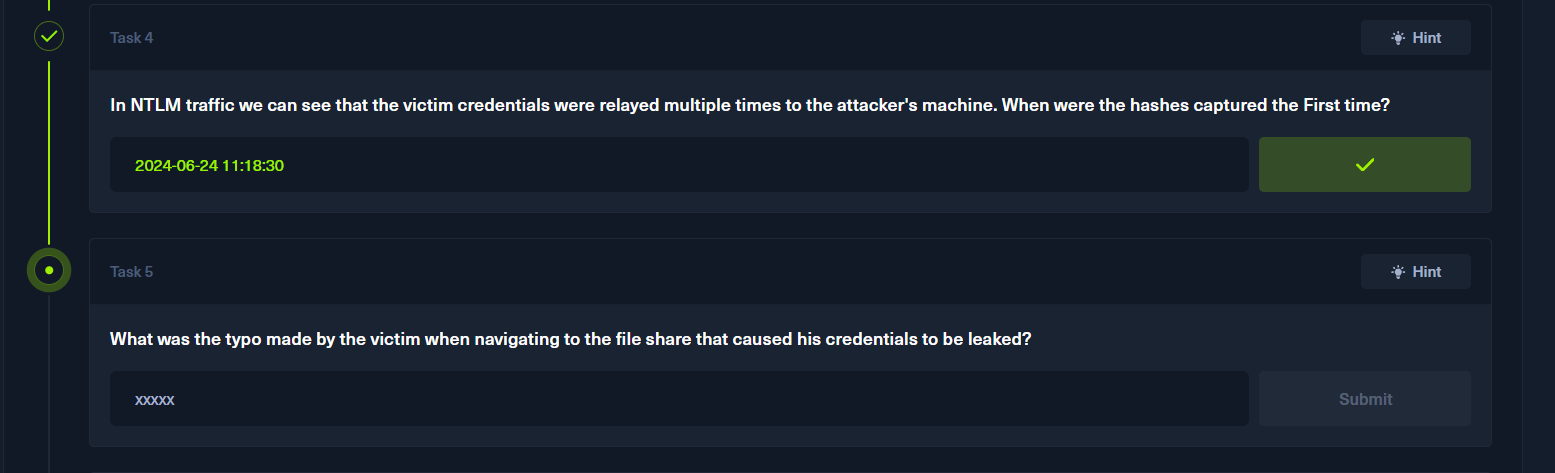 Task 4
Hint
In NTLM traffic we can see that the victim credentials were relayed multiple times to the attacker's machine. When were the hashes captured the First time?
2024-06-24 11:18:30
Task 5
Hint
What was the typo made by the victim when navigating to the file share that caused his credentials to be leaked?
xxxxx
Submit